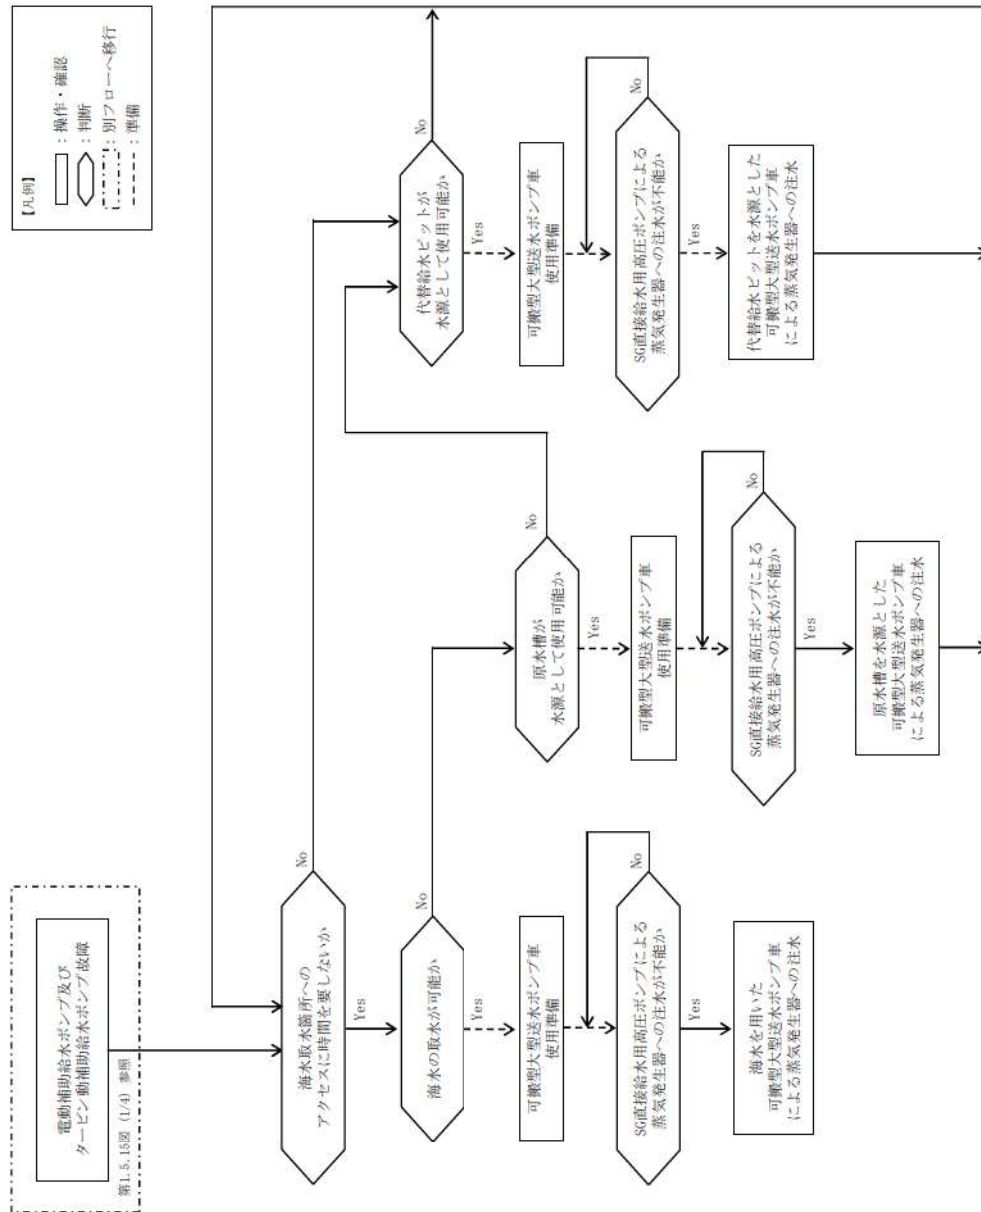 【凡例】
：操作・確認
：判断
：別フローへ移行
：準備
電動補助給水ポンプ及び
タービン動補助給水ポンプ故障
第1.5.15図 (1/4) 参照
海水取水箇所への
アクセスに時間を要しないか
No
Yes
海水の取水が可能か
No
Yes
可搬型大型送水ポンプ車
使用準備
SG直接給水用高圧ポンプによる
蒸気発生器への注水が不能か
No
Yes
海水を用いた
可搬型大型送水ポンプ車
による蒸気発生器への注水
原水槽が
水源として使用可能か
No
Yes
可搬型大型送水ポンプ車
使用準備
SG直接給水用高圧ポンプによる
蒸気発生器への注水が不能か
No
Yes
原水槽を水源とした
可搬型大型送水ポンプ車
による蒸気発生器への注水
代替給水ピットが
水源として使用可能か
No
Yes
可搬型大型送水ポンプ車
使用準備
SG直接給水用高圧ポンプによる
蒸気発生器への注水が不能か
No
Yes
代替給水ピットを水源とした
可搬型大型送水ポンプ車
による蒸気発生器への注水